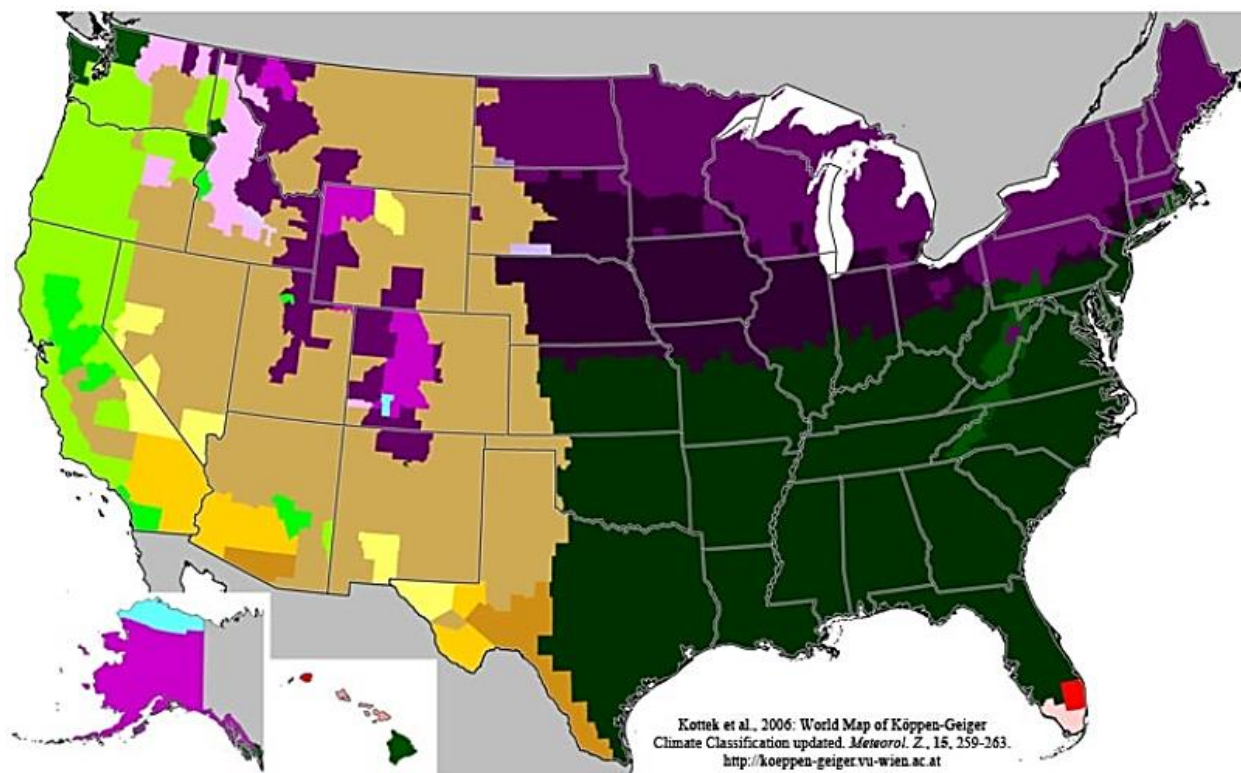 Kottek et al., 2006: World Map of Köppen-Geiger
Climate Classification updated. Meteorol. Z., 15, 259-263.
http://koeppen-geiger.vu-wien.ac.at